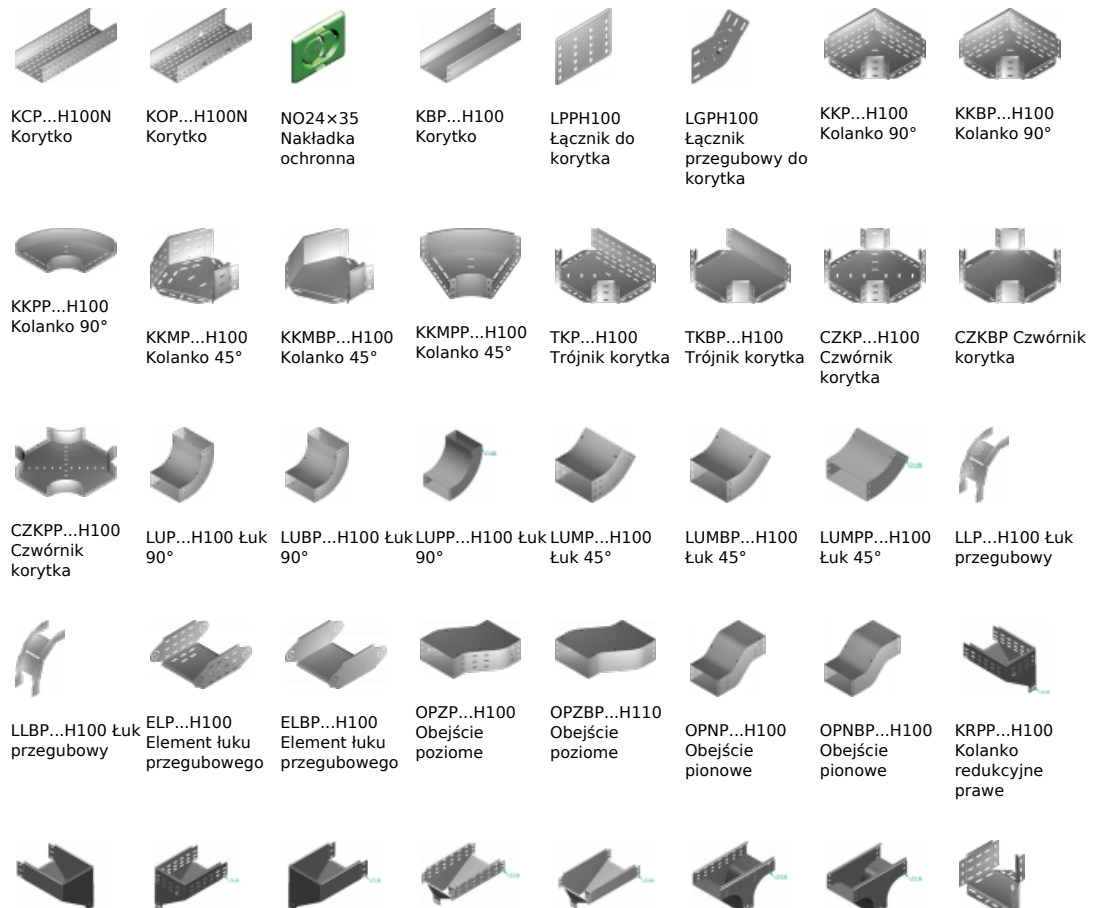 KCP...H100N
Korytko
KOP...H100N
Korytko
NO24×35
Nakładka
ochronna
KBP...H100
Korytko
LPPH100
Łącznik do
korytka
LGPH100
Łącznik
przegubowy do
korytka
KKP...H100
Kolanko 90°
KKBP...H100
Kolanko 90°
KKPP...H100
Kolanko 90°
KKMP...H100
Kolanko 45°
KKMBP...H100
Kolanko 45°
KKMPP...H100
Kolanko 45°
TKP...H100
Trójnik korytka
TKBP...H100
Trójnik korytka
CZKP...H100
Czwórnik
korytka
CZKBP Czwórnik
korytka
CZKPP...H100
Czwórnik
korytka
LUP...H100 Łuk
90°
LUBP...H100 Łuk
90°
LUPP...H100 Łuk
90°
LUMP...H100
Łuk 45°
LUMBP...H100
Łuk 45°
LUMPP...H100
Łuk 45°
LLP...H100 Łuk
przegubowy
LLBP...H100 Łuk
przegubowy
ELP...H100
Element łuku
przegubowego
ELBP...H100
Element łuku
przegubowego
OPZP...H100
Obejście
poziome
OPZBP...H110
Obejście
poziome
OPNP...H100
Obejście
pionowe
OPNBP...H100
Obejście
pionowe
KRPP...H100
Kolanko
redukcyjne
prawe